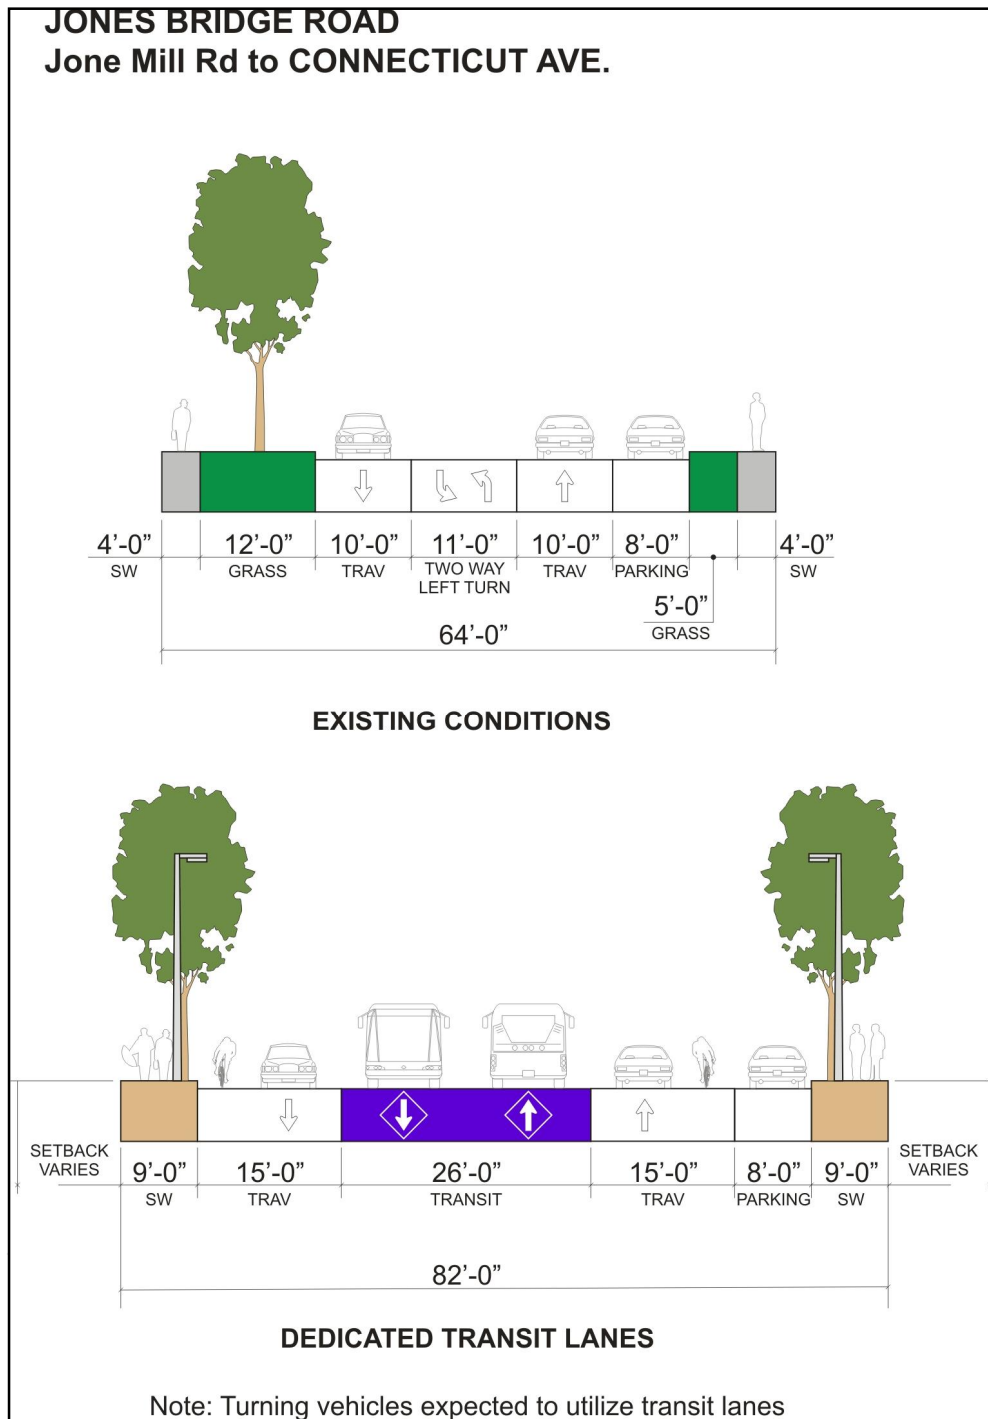 JONES BRIDGE ROAD
Jone Mill Rd to CONNECTICUT AVE.
4’-0” 12’-0” 10’-0” 11’-0” 10’-0” 8’-0” 4’-0”
SW GRASS TRAV TWO WAY TRAV PARKING SW
LEFT TURN
5’-0”
GRASS
64’-0”
EXISTING CONDITIONS
SETBACK SETBACK
VARIES 9’-0” 15’-0” 26’-0” 15’-0” 8’-0” 9’-0” VARIES
SW TRAV TRANSIT TRAV PARKING SW
82’-0”
DEDICATED TRANSIT LANES
Note: Turning vehicles expected to utilize transit lanes